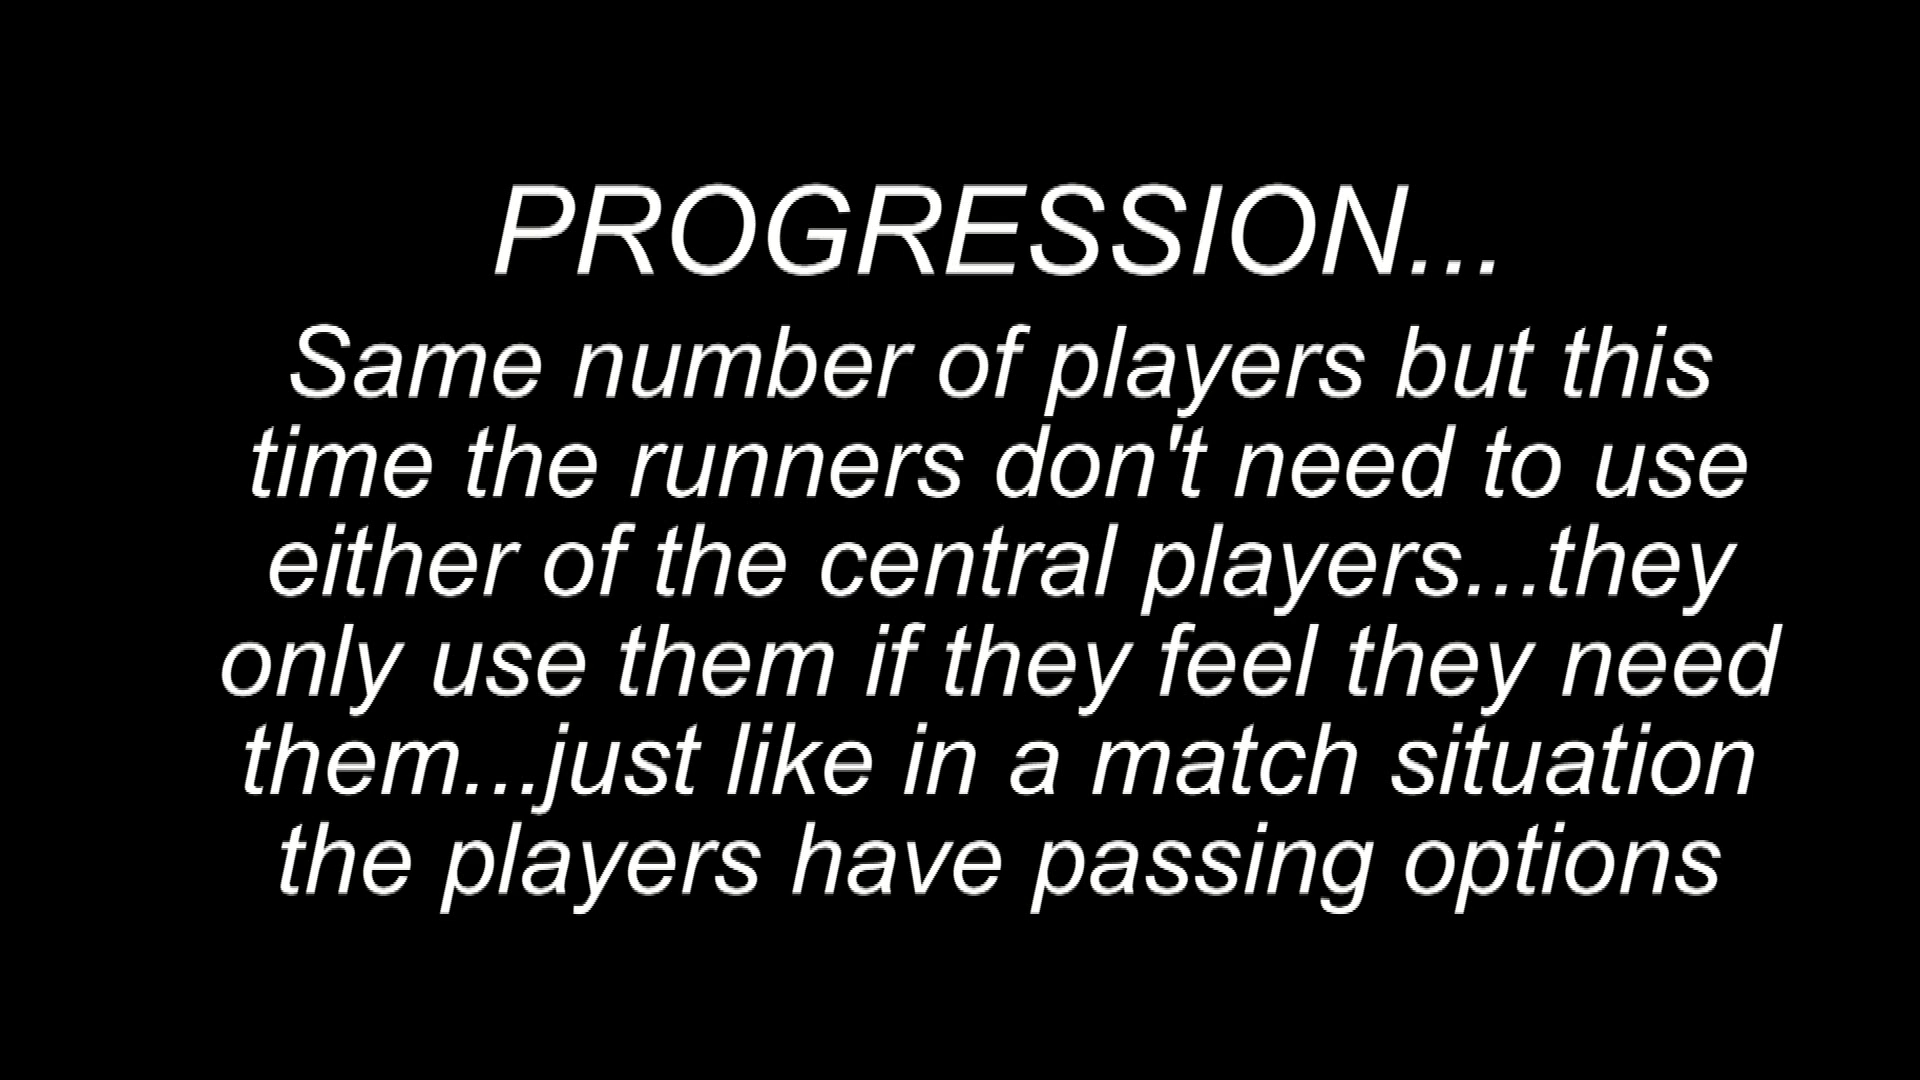 PROGRESSION...
Same number of players but this
time the runners don't need to use
either of the central players...they
only use them if they feel they need
them...just like in a match situation
the players have passing options